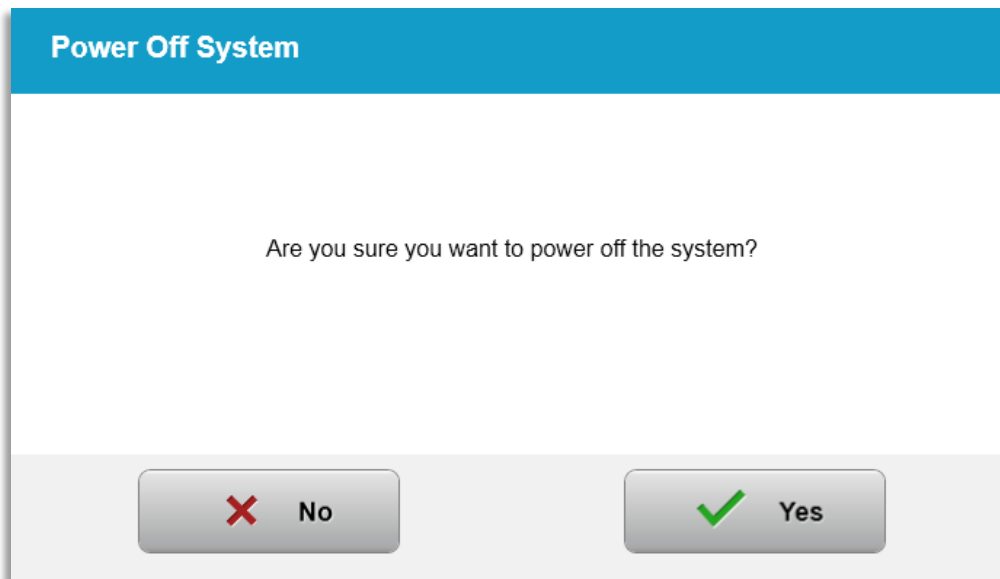 Power Off System
Are you sure you want to power off the system?
No
Yes